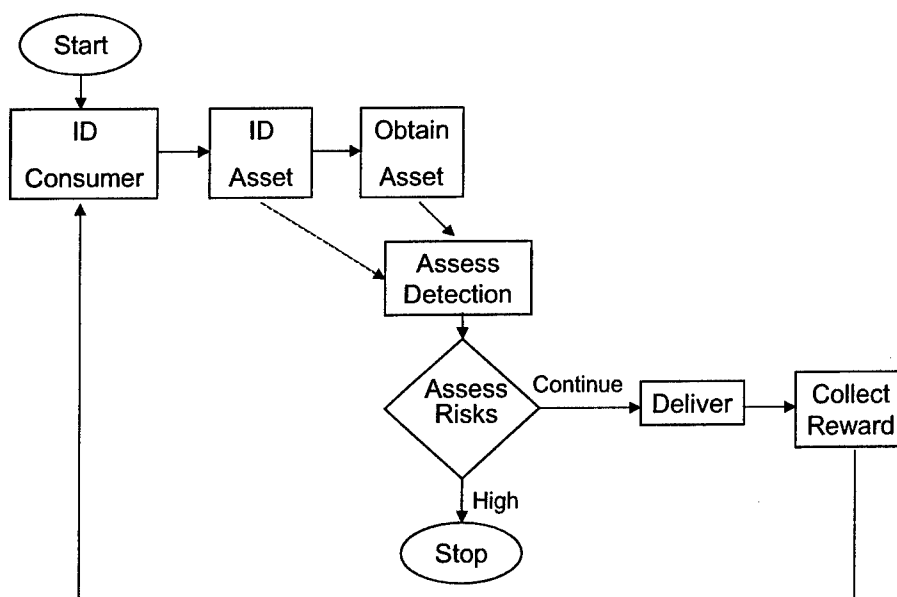 Start
ID
Consumer
ID
Asset
Obtain
Asset
Assess
Detection
Assess
Risks
Continue
Deliver
Collect
Reward
High
Stop